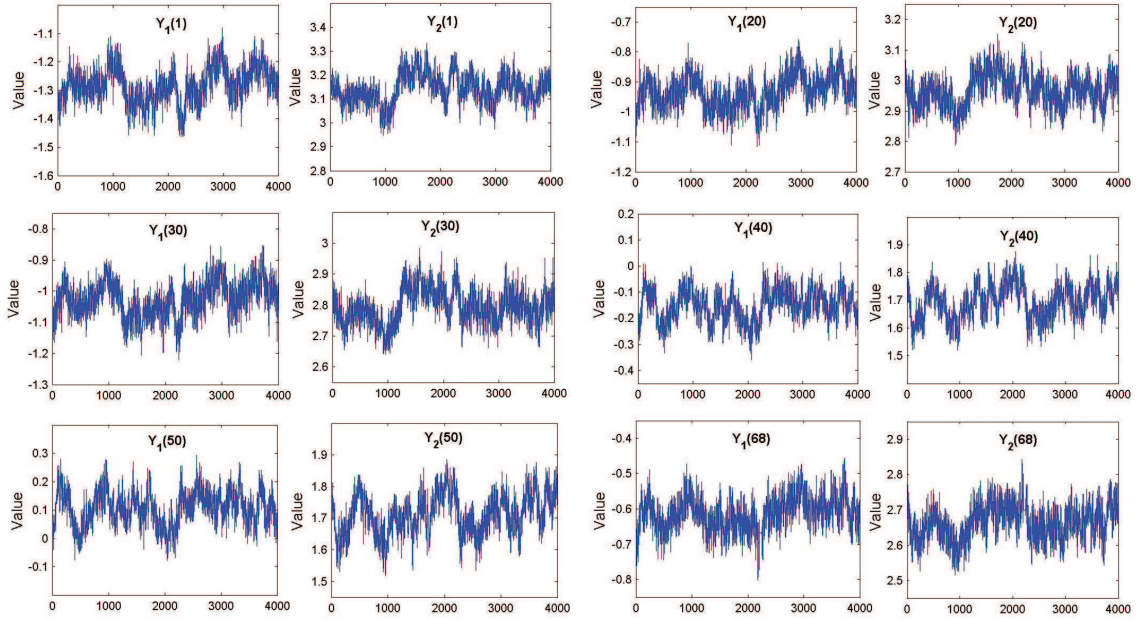 Y1(1)
Value
-1.1
-1.2
-1.3
-1.4
-1.5
-1.6
0 1000 2000 3000 4000
Y2(1)
Value
3.4
3.3
3.2
3.1
3
2.9
2.8
0 1000 2000 3000 4000
Y1(20)
Value
-0.7
-0.8
-0.9
-1
-1.1
-1.2
0 1000 2000 3000 4000
Y2(20)
Value
3.2
3.1
3
2.9
2.8
2.7
0 1000 2000 3000 4000
Y1(30)
Value
-0.8
-0.9
-1
-1.1
-1.2
-1.3
0 1000 2000 3000 4000
Y2(30)
Value
3
2.9
2.8
2.7
2.6
0 1000 2000 3000 4000
Y1(40)
Value
0.2
0.1
0
-0.1
-0.2
-0.3
-0.4
0 1000 2000 3000 4000
Y2(40)
Value
1.9
1.8
1.7
1.6
1.5
0 1000 2000 3000 4000
Y1(50)
Value
0.3
0.2
0.1
0
-0.1
0 1000 2000 3000 4000
Y2(50)
Value
1.9
1.8
1.7
1.6
1.5
0 1000 2000 3000 4000
Y1(68)
Value
-0.4
-0.5
-0.6
-0.7
-0.8
0 1000 2000 3000 4000
Y2(68)
Value
2.9
2.8
2.7
2.6
2.5
0 1000 2000 3000 4000